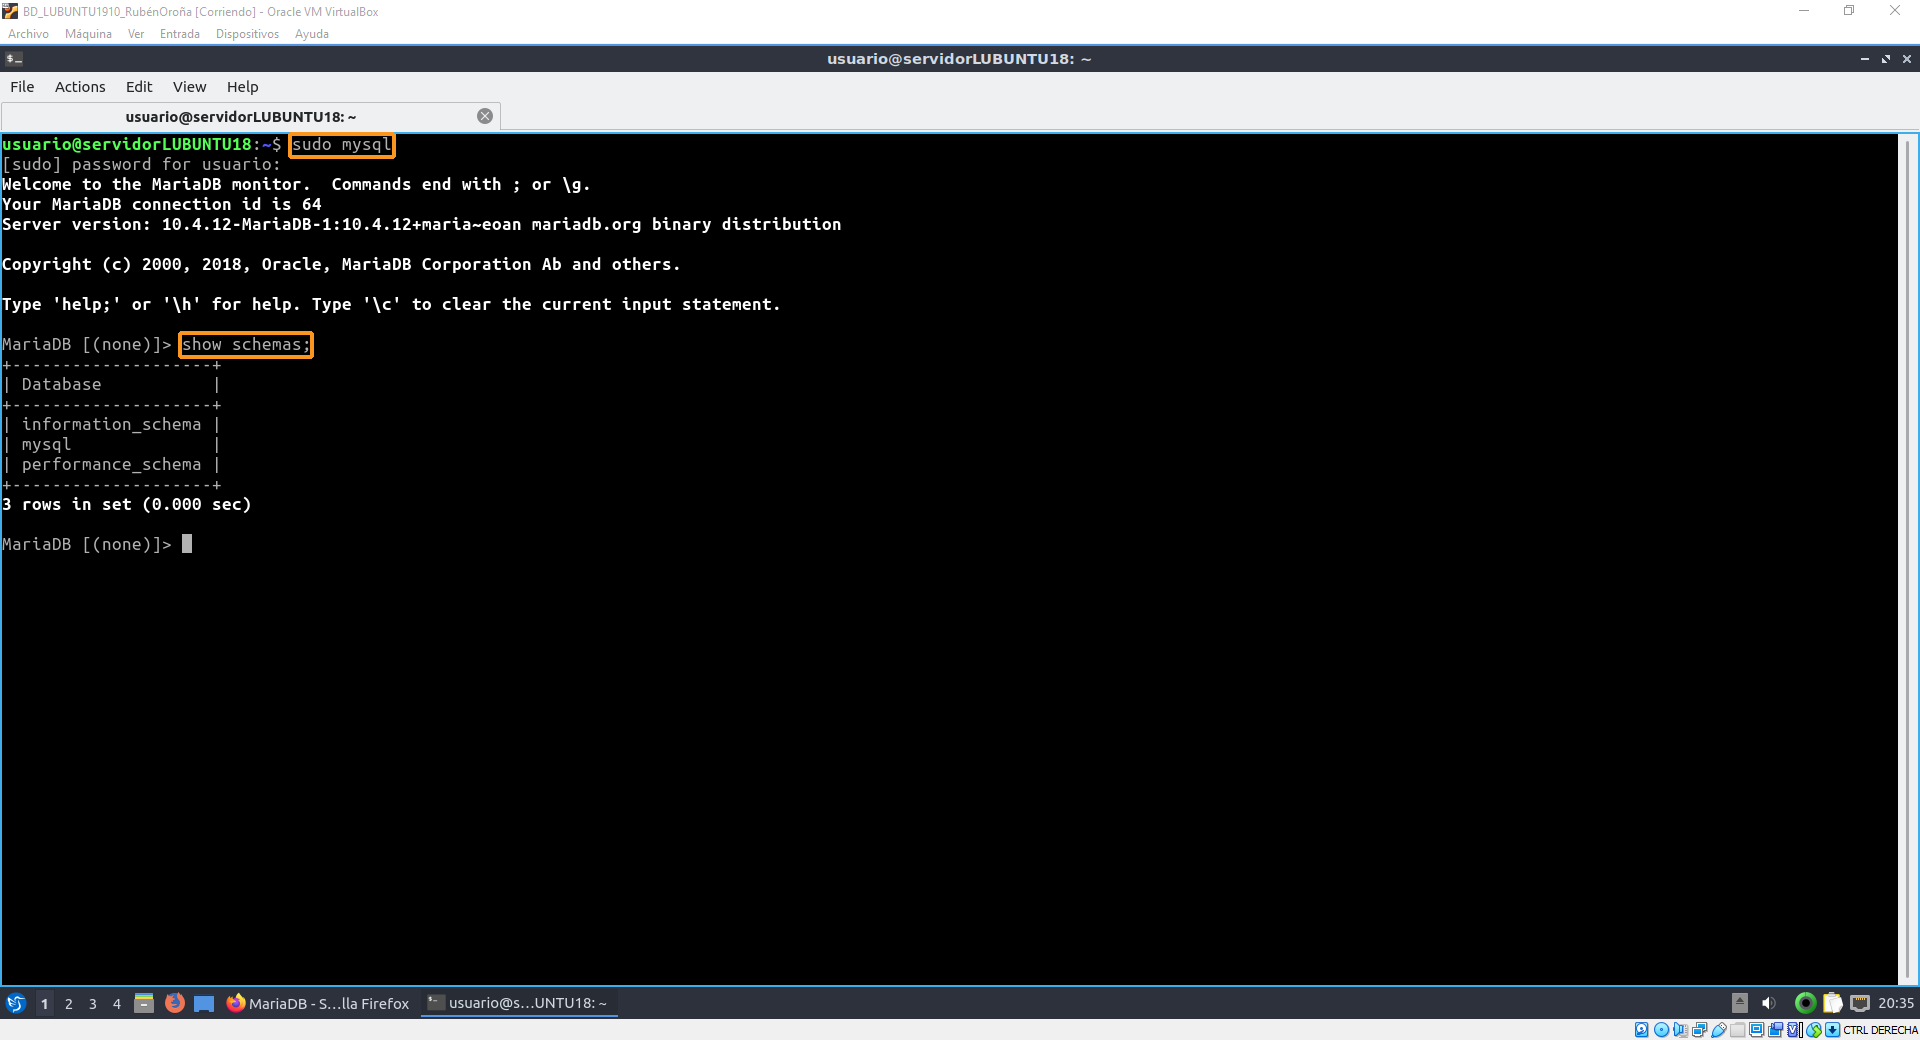 BD_LUBUNTU1910_RubénOroña [Corriendo] - Oracle VM VirtualBox
Archivo Máquina Ver Entrada Dispositivos Ayuda
usuario@servidorLUBUNTU18: ~
File Actions Edit View Help
usuario@servidorLUBUNTU18: ~
usuario@servidorLUBUNTU18:~$ sudo mysql
[sudo] password for usuario:
Welcome to the MariaDB monitor.  Commands end with ; or \g.
Your MariaDB connection id is 64
Server version: 10.4.12-MariaDB-1:10.4.12+maria~eoan mariadb.org binary distribution
Copyright (c) 2000, 2018, Oracle, MariaDB Corporation Ab and others.
Type 'help;' or '\h' for help. Type '\c' to clear the current input statement.
MariaDB [(none)]> show schemas;
+--------------------+
| Database           |
+--------------------+
| information_schema |
| mysql              |
| performance_schema |
+--------------------+
3 rows in set (0.000 sec)
MariaDB [(none)]>
1 2 3 4 MariaDB - S...lla Firefox usuario@s...UNTU18: ~ 20:35
CTRL DERECHA